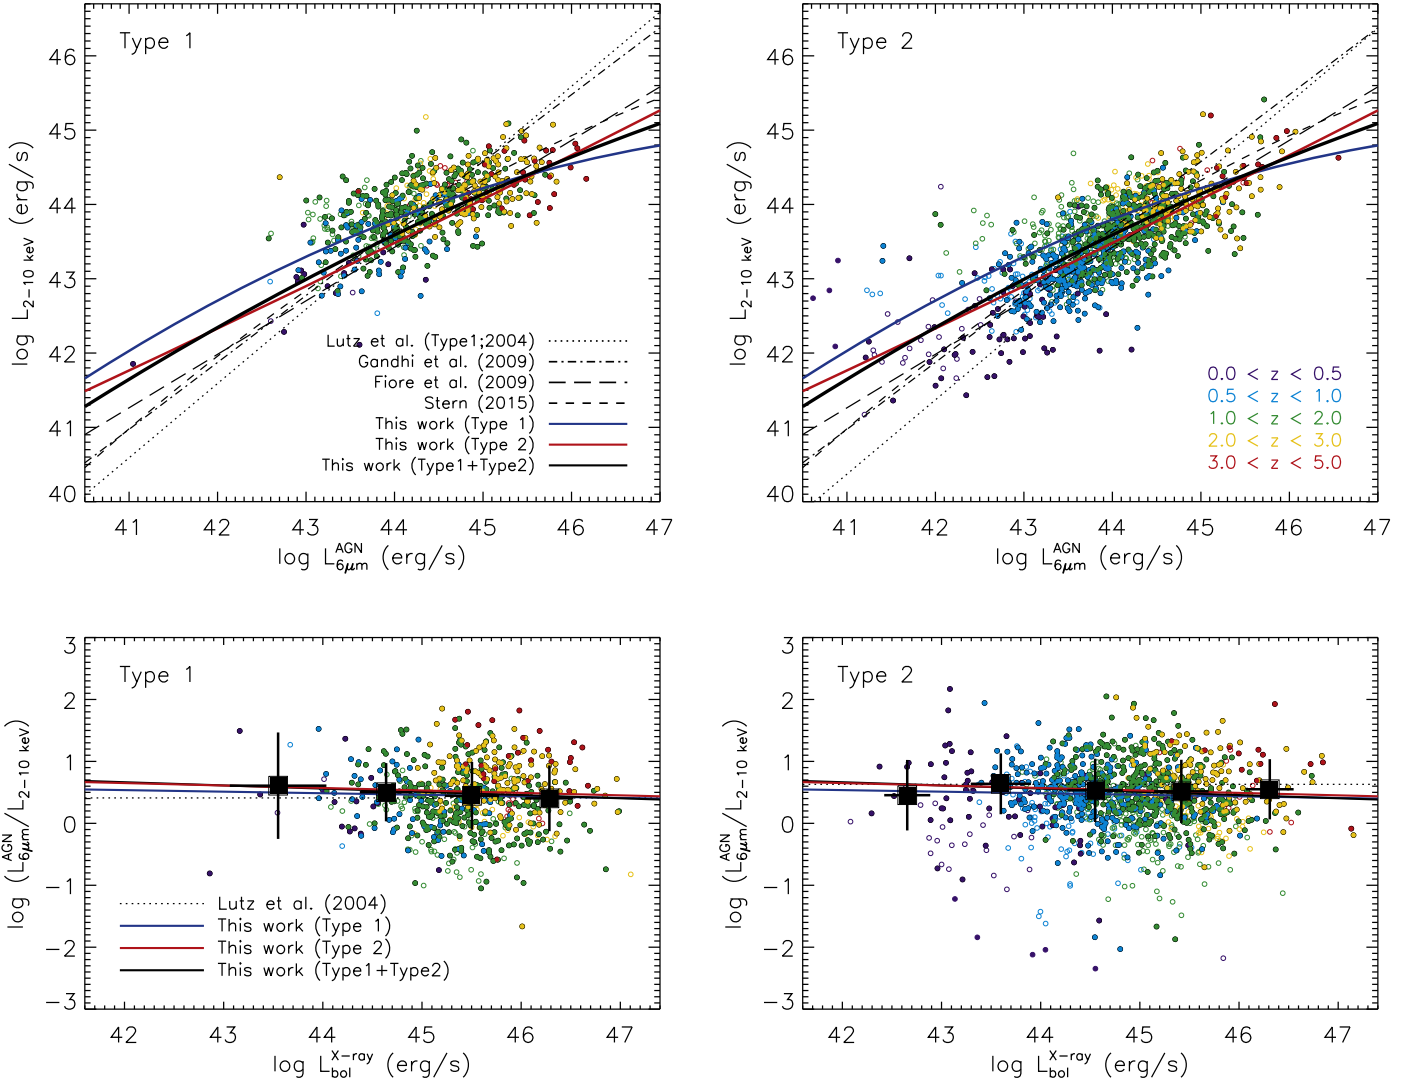 Type 1
46
45
44
43
42
41
40
log L2−10 keV (erg/s)
Lutz et al. (Type1;2004)
Gandhi et al. (2009)
Fiore et al. (2009)
Stern (2015)
This work (Type 1)
This work (Type 2)
This work (Type1+Type2)
41 42 43 44 45 46 47
log L6μm AGN (erg/s)
Type 2
46
45
44
43
42
41
40
log L2−10 keV (erg/s)
0.0 < z < 0.5
0.5 < z < 1.0
1.0 < z < 2.0
2.0 < z < 3.0
3.0 < z < 5.0
41 42 43 44 45 46 47
log L6μm AGN (erg/s)
Type 1
3
2
1
0
−1
−2
−3
log (L6μm AGN/L2−10 keV)
Lutz et al. (2004)
This work (Type 1)
This work (Type 2)
This work (Type1+Type2)
42 43 44 45 46 47
log Lbol X−ray (erg/s)
Type 2
3
2
1
0
−1
−2
−3
log (L6μm AGN/L2−10 keV)
42 43 44 45 46 47
log Lbol X−ray (erg/s)